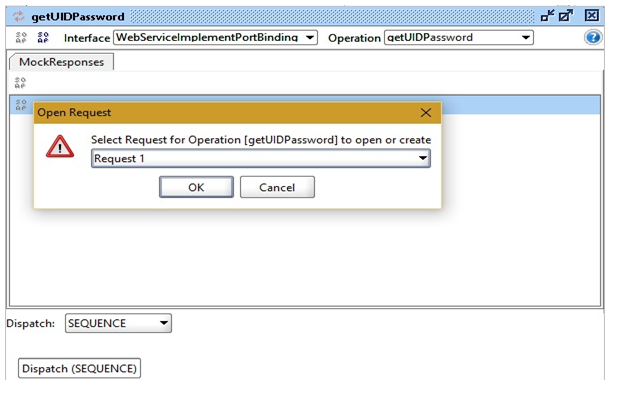 getUIDPassword
Interface WebServiceImplementPortBinding Operation getUIDPassword ?
MockResponses
Open Request
Select Request for Operation [getUIDPassword] to open or create
Request 1
OK Cancel
Dispatch: SEQUENCE
Dispatch (SEQUENCE)